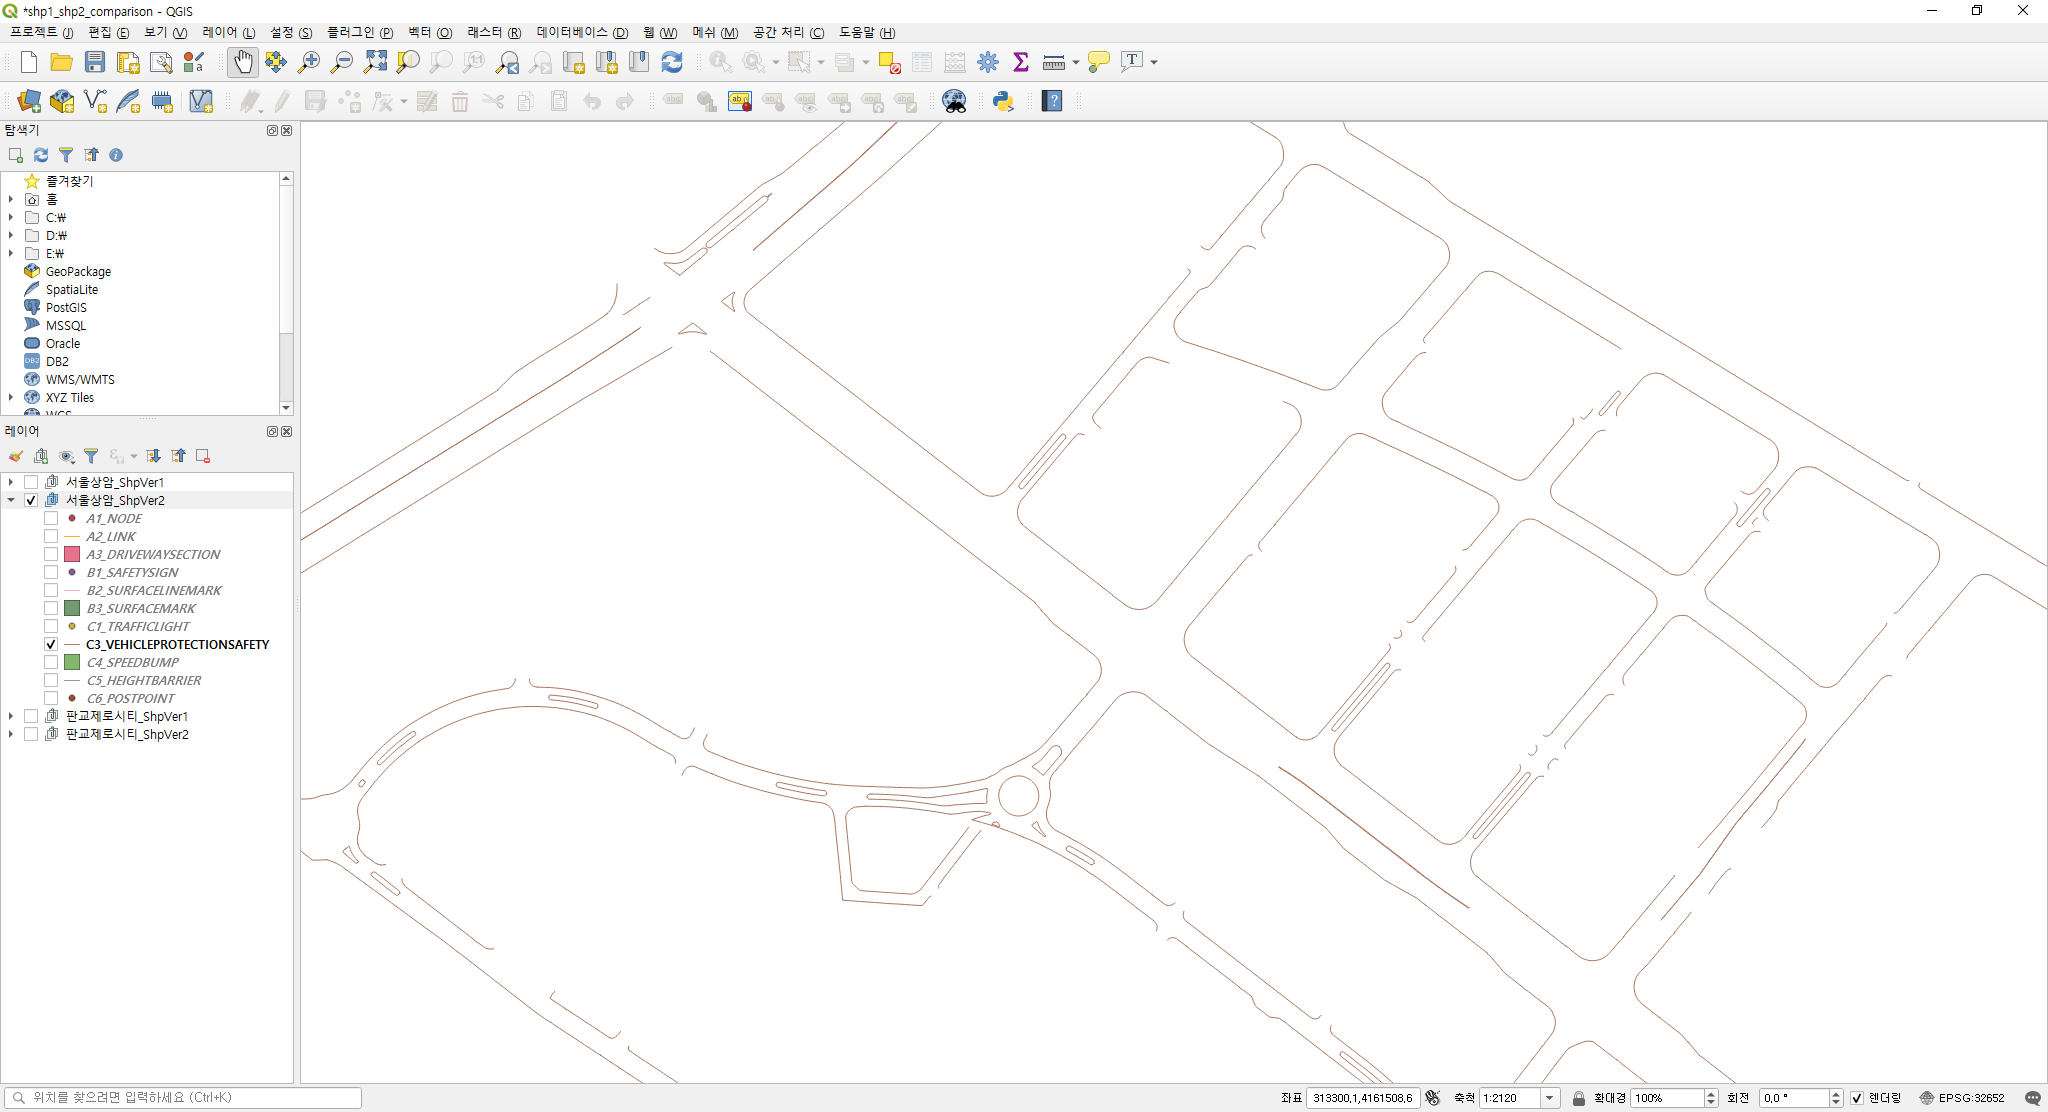 *shp1_shp2_comparison - QGIS
프로젝트 (J) 편집 (E) 보기 (V) 레이어 (L) 설정 (S) 플러그인 (P) 벡터 (O) 래스터 (R) 데이터베이스 (D) 웹 (W) 메쉬 (M) 공간 처리 (C) 도움말 (H)
탐색기
즐겨찾기
홈
C:₩
D:₩
E:₩
GeoPackage
SpatiaLite
PostGIS
MSSQL
Oracle
DB2
WMS/WMTS
XYZ Tiles
WCS
레이어
서울상암_ShpVer1
서울상암_ShpVer2
A1_NODE
A2_LINK
A3_DRIVEWAYSECTION
B1_SAFETYSIGN
B2_SURFACELINEMARK
B3_SURFACEMARK
C1_TRAFFICLIGHT
C3_VEHICLEPROTECTIONSAFETY
C4_SPEEDBUMP
C5_HEIGHTBARRIER
C6_POSTPOINT
판교제로시티_ShpVer1
판교제로시티_ShpVer2
위치를 찾으려면 입력하세요 (Ctrl+K) 좌표 313300,1,4161508,6 축척 1:2120 확대경 100% 회전 0,0 ° 렌더링 EPSG:32652